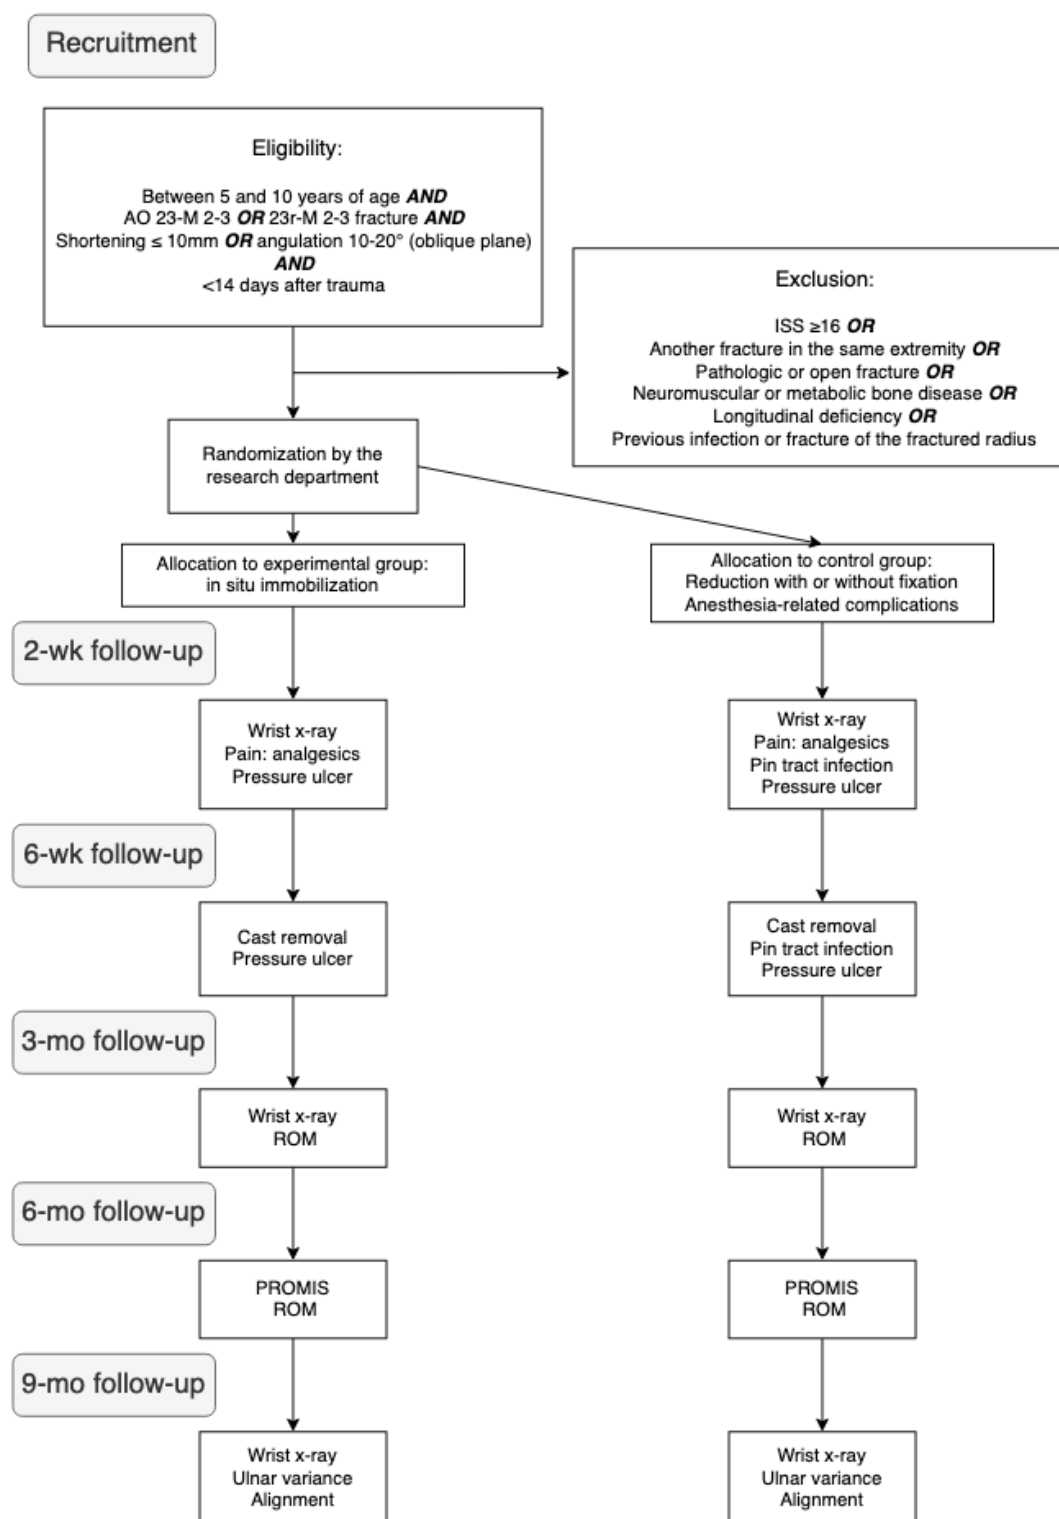 Recruitment
Eligibility:
Between 5 and 10 years of age AND
AO 23-M 2-3 OR 23r-M 2-3 fracture AND
Shortening ≤ 10mm OR angulation 10-20° (oblique plane)
AND
<14 days after trauma
Exclusion:
ISS ≥16 OR
Another fracture in the same extremity OR
Pathologic or open fracture OR
Neuromuscular or metabolic bone disease OR
Longitudinal deficiency OR
Previous infection or fracture of the fractured radius
Randomization by the
research department
Allocation to experimental group:
in situ immobilization
Allocation to control group:
Reduction with or without fixation
Anesthesia-related complications
2-wk follow-up
Wrist x-ray
Pain: analgesics
Pressure ulcer
Wrist x-ray
Pain: analgesics
Pin tract infection
Pressure ulcer
6-wk follow-up
Cast removal
Pressure ulcer
Cast removal
Pin tract infection
Pressure ulcer
3-mo follow-up
Wrist x-ray
ROM
Wrist x-ray
ROM
6-mo follow-up
PROMIS
ROM
PROMIS
ROM
9-mo follow-up
Wrist x-ray
Ulnar variance
Alignment
Wrist x-ray
Ulnar variance
Alignment